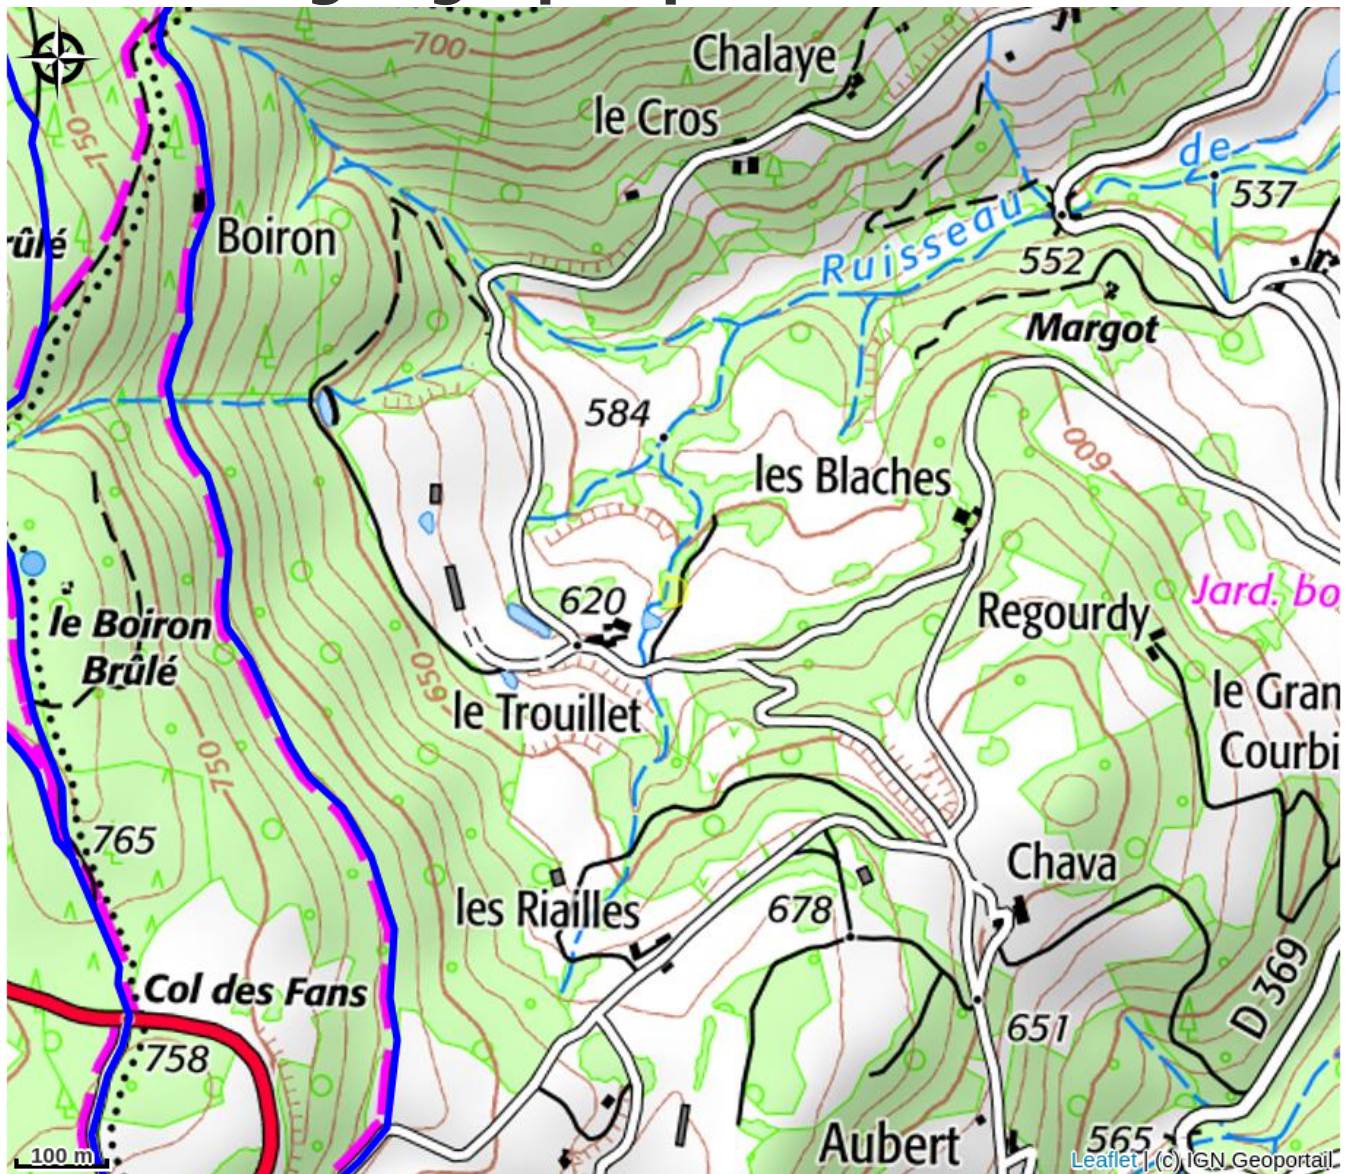 700
Chalaye
le Cros
750
de
537
Ruisseau
ûlé
Boiron
552
Margot
584
600
les Blaches
Jard. bo
620
Regourdy
le Boiron
Brûlé
650
le Trouillet
le Gran
Courbi
750
765
Chava
les Riailles
678
D 369
Col des Fans
651
758
Aubert
565
100 m
Leaflet | (c) IGN Geoportail